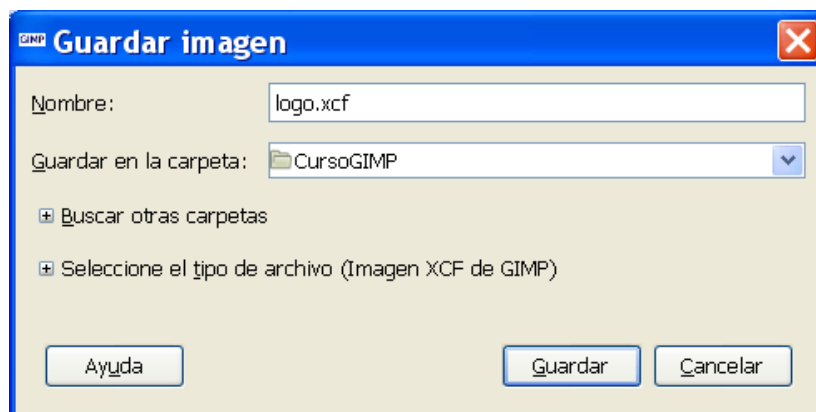 GIMP Guardar imagen
Nombre: logo.xcf
Guardar en la carpeta: CursoGIMP
Buscar otras carpetas
Seleccione el tipo de archivo (Imagen XCF de GIMP)
Ayuda Guardar Cancelar